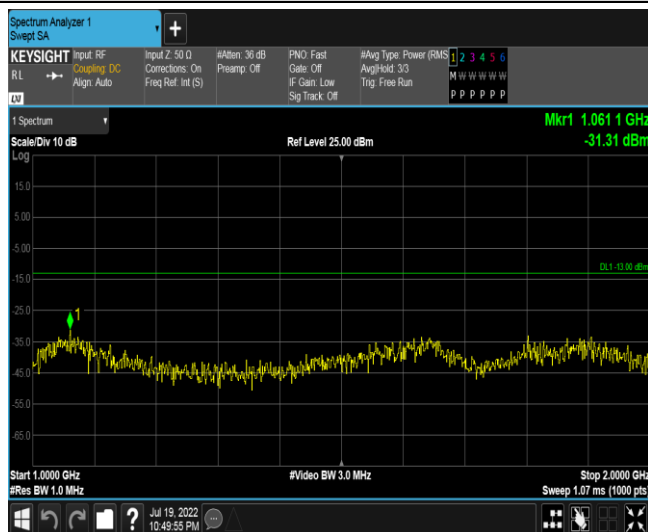 Spectrum Analyzer 1
Swept SA
+
KEYSIGHT
RL
LXI
Input: RF
Coupling: DC
Align: Auto
Input Z: 50 Ω
Corrections: On
Freq Ref: Int (S)
#Atten: 36 dB
Preamp: Off
PNO: Fast
Gate: Off
IF Gain: Low
Sig Track: Off
#Avg Type: Power (RMS
Avg|Hold: 3/3
Trig: Free Run
1 2 3 4 5 6
M W W W W W
P P P P P P
1 Spectrum
Mkr1 1.061 1 GHz
-31.31 dBm
Scale/Div 10 dB
Ref Level 25.00 dBm
Log
15.0
5.00
-5.00
DL1 -13.00 dBm
-15.0
-25.0
1
-35.0
-45.0
-55.0
-65.0
Start 1.0000 GHz
#Video BW 3.0 MHz
Stop 2.0000 GHz
#Res BW 1.0 MHz
Sweep 1.07 ms (1000 pts)
?
Jul 19, 2022
10:49:55 PM